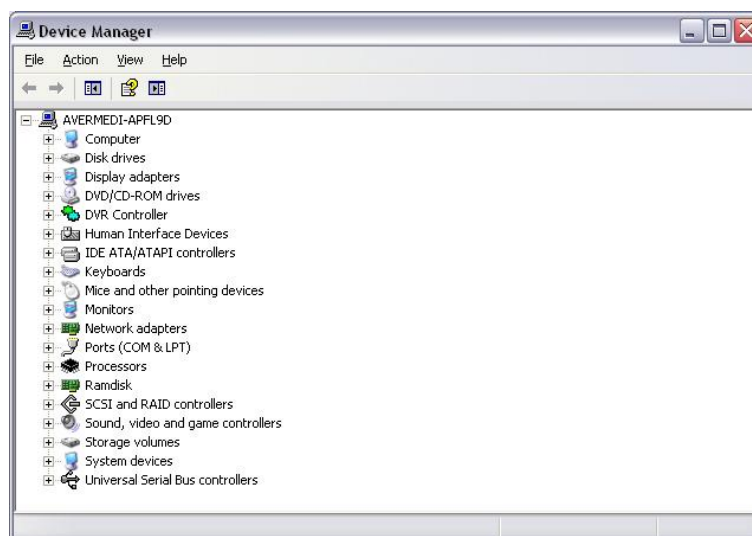 Device Manager
File Action View Help
AVERMEDI-APFL9D
Computer
Disk drives
Display adapters
DVD/CD-ROM drives
DVR Controller
Human Interface Devices
IDE ATA/ATAPI controllers
Keyboards
Mice and other pointing devices
Monitors
Network adapters
Ports (COM & LPT)
Processors
Ramdisk
SCSI and RAID controllers
Sound, video and game controllers
Storage volumes
System devices
Universal Serial Bus controllers